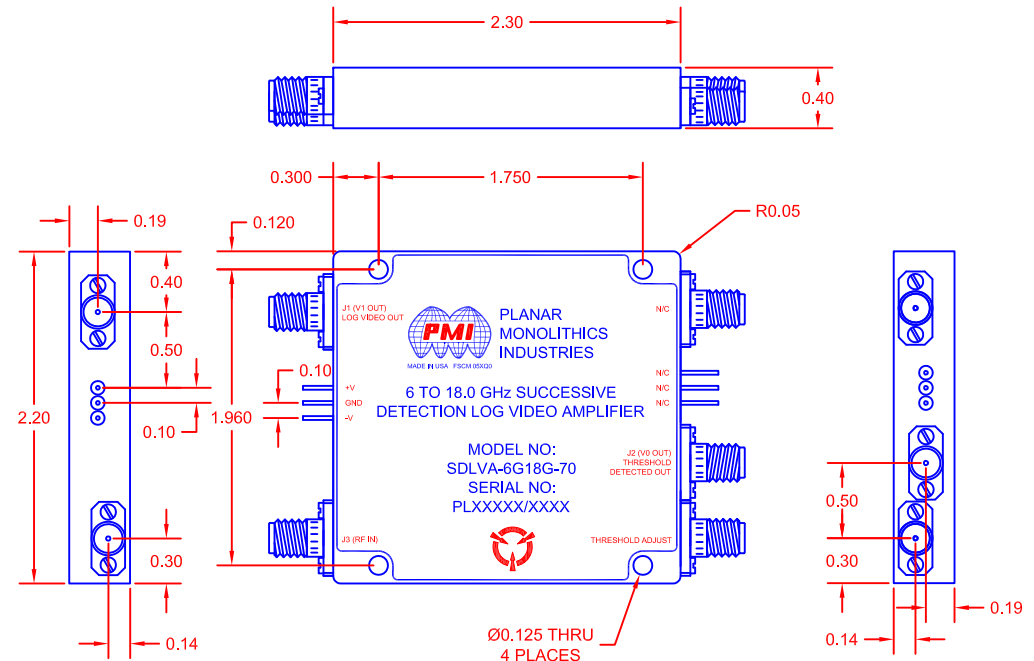 2.30
0.40
0.300
1.750
R0.05
0.19
0.120
0.40
0.50
2.20
0.10
0.10
1.960
0.30
0.14
J1 (V1 OUT)
LOG VIDEO OUT
N/C
PMI
MADE IN USA FSCM 05XQ0
PLANAR
MONOLITHICS
INDUSTRIES
+V
GND
-V
N/C
N/C
N/C
6 TO 18.0 GHz SUCCESSIVE
DETECTION LOG VIDEO AMPLIFIER
MODEL NO:
SDLVA-6G18G-70
SERIAL NO:
PLXXXXX/XXXX
J2 (V0 OUT)
THRESHOLD
DETECTED OUT
J3 (RF IN)
THRESHOLD ADJUST
Ø0.125 THRU
4 PLACES
0.50
0.30
0.19
0.14